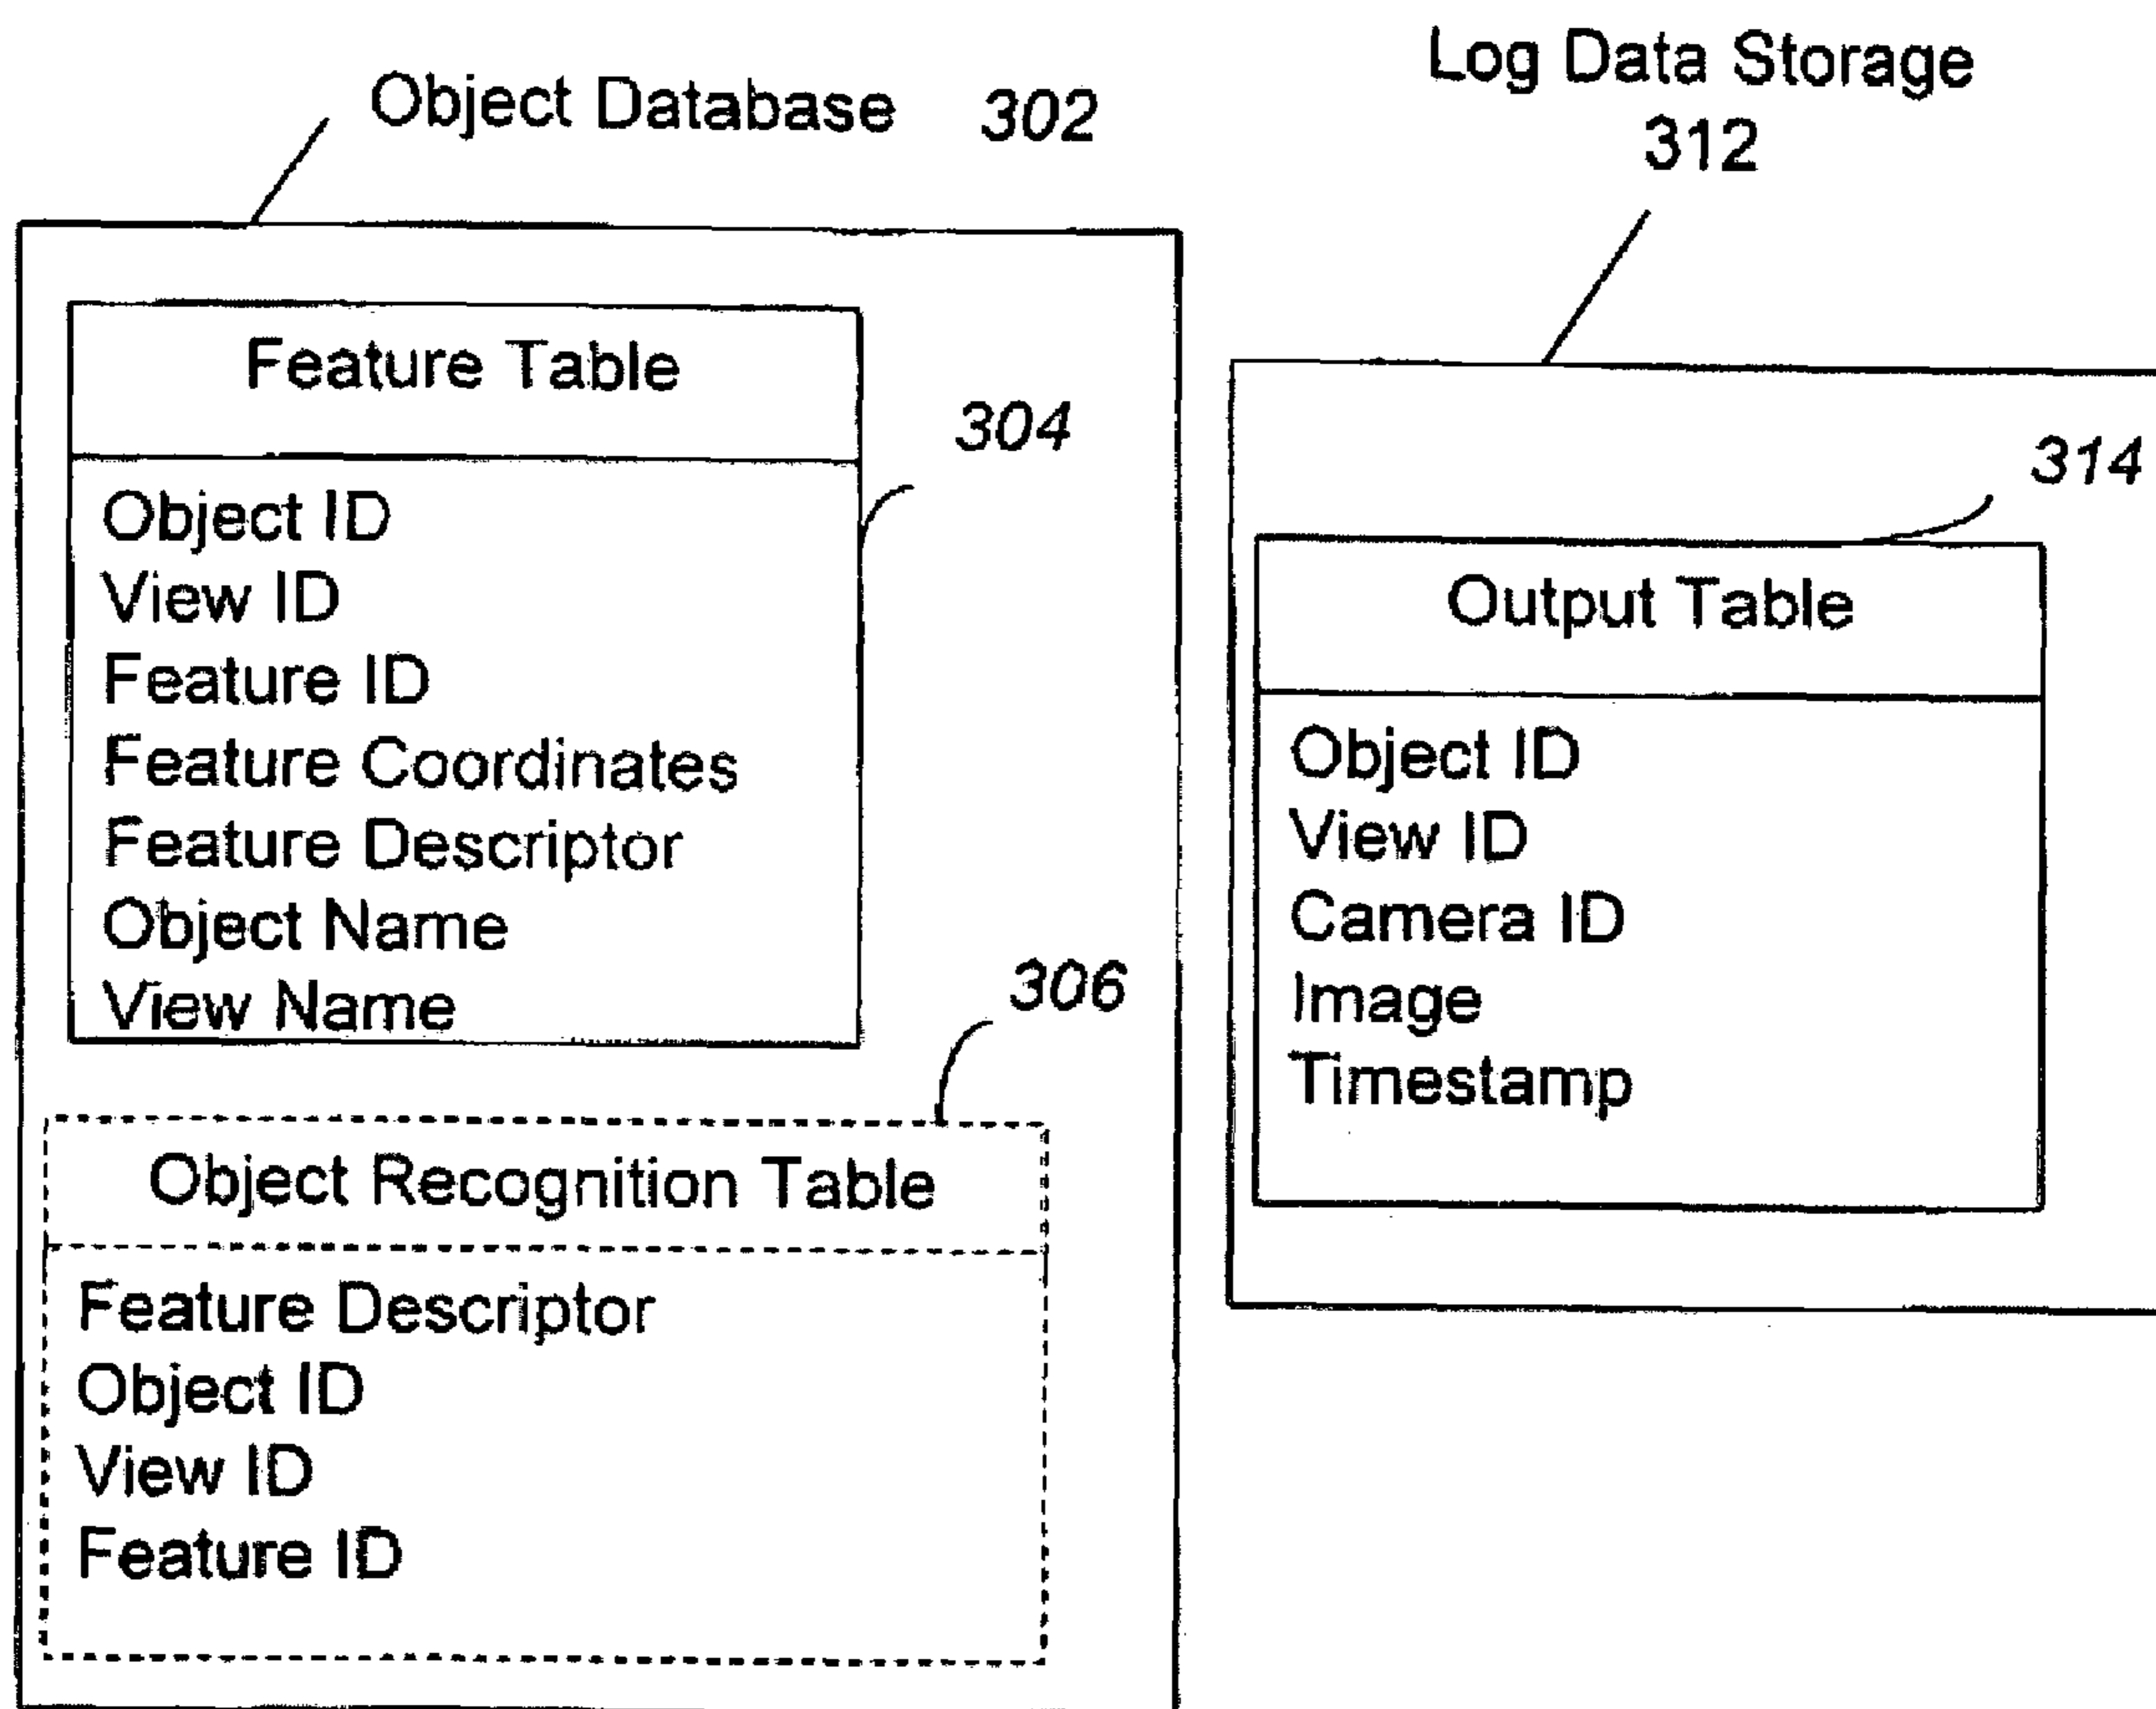 Object Database 302
Feature Table
304
Object ID
View ID
Feature ID
Feature Coordinates
Feature Descriptor
Object Name
View Name
306
Object Recognition Table
Feature Descriptor
Object ID
View ID
Feature ID
Log Data Storage
312
314
Output Table
Object ID
View ID
Camera ID
Image
Timestamp